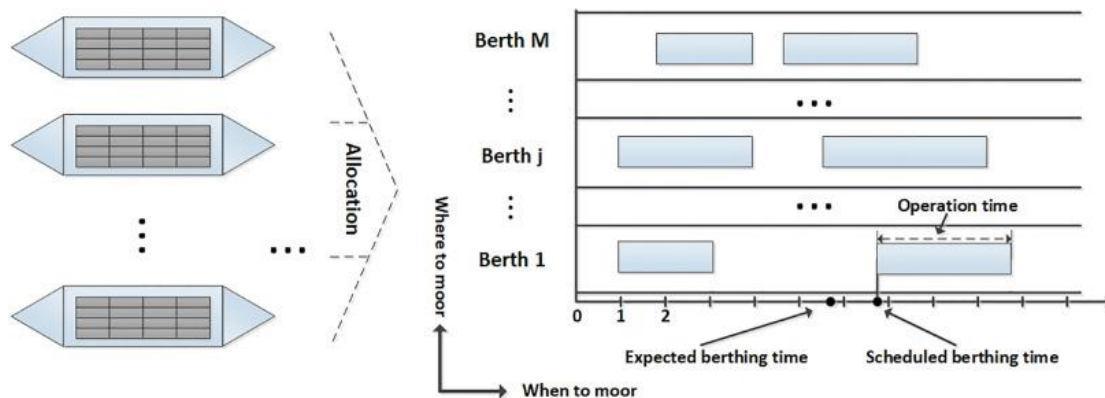 Allocation
Where to moor
When to moor
Berth M
Berth j
Berth 1
Operation time
0 1 2
Expected berthing time
Scheduled berthing time